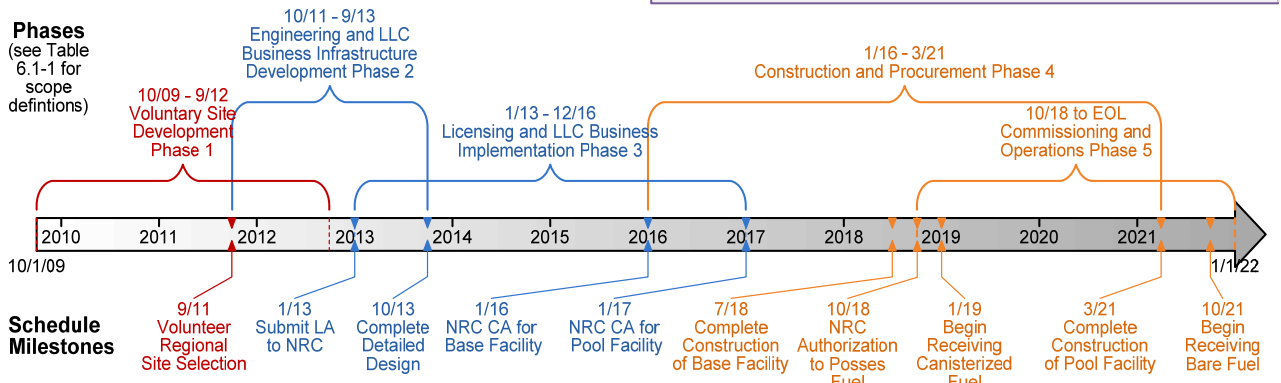 Phases
(see Table
6.1-1 for
scope
defintions)
10/09 - 9/12
Voluntary Site
Development
Phase 1
10/11 - 9/13
Engineering and LLC
Business Infrastructure
Development Phase 2
1/13 - 12/16
Licensing and LLC Business
Implementation Phase 3
1/16 - 3/21
Construction and Procurement Phase 4
10/18 to EOL
Commissioning and
Operations Phase 5
2010 2011 2012 2013 2014 2015 2016 2017 2018 2019 2020 2021
10/1/09
1/1/22
Schedule
Milestones
9/11
Volunteer
Regional
Site Selection
1/13
Submit LA
to NRC
10/13
Complete
Detailed
Design
1/16
NRC CA for
Base Facility
1/17
NRC CA for
Pool Facility
7/18
Complete
Construction
of Base Facility
10/18
NRC
Authorization
to Posses
Fuel
1/19
Begin
Receiving
Canisterized
Fuel
3/21
Complete
Construction
of Pool Facility
10/21
Begin
Receiving
Bare Fuel